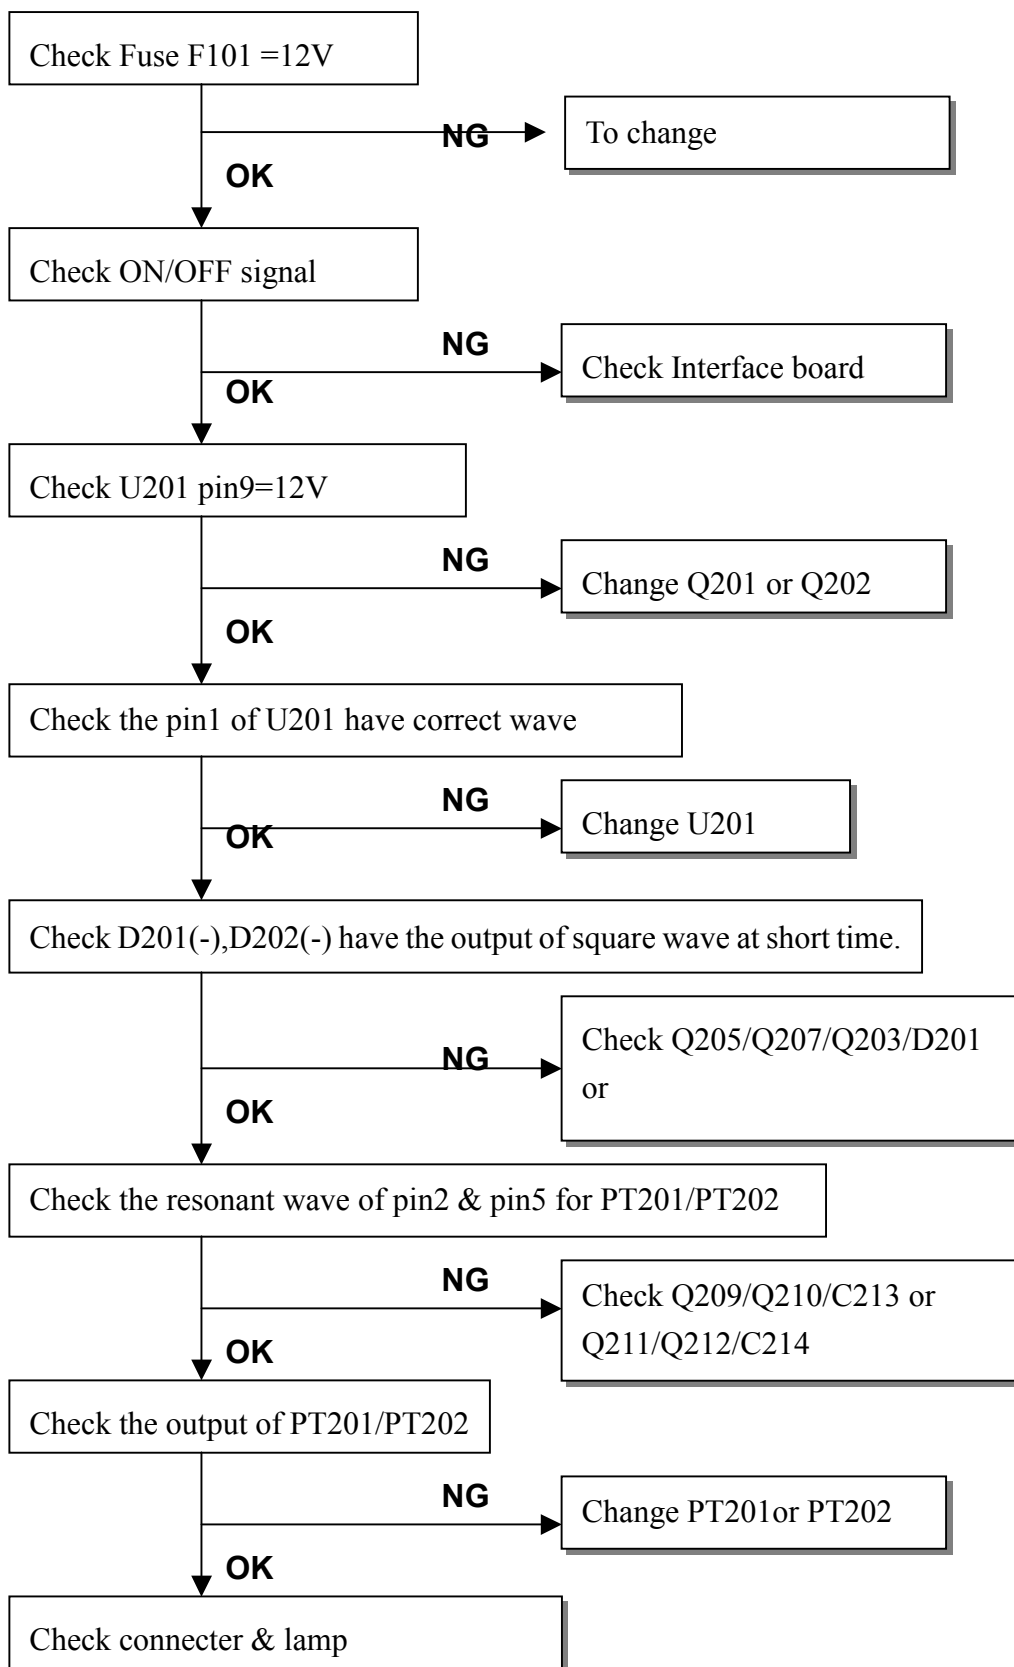 Check Fuse F101 =12V
NG
To change
OK
Check ON/OFF signal
NG
Check Interface board
OK
Check U201 pin9=12V
NG
Change Q201 or Q202
OK
Check the pin1 of U201 have correct wave
NG
Change U201
OK
Check D201(-),D202(-) have the output of square wave at short time.
NG
Check Q205/Q207/Q203/D201
or
OK
Check the resonant wave of pin2 & pin5 for PT201/PT202
NG
Check Q209/Q210/C213 or
Q211/Q212/C214
OK
Check the output of PT201/PT202
NG
Change PT201or PT202
OK
Check connecter & lamp